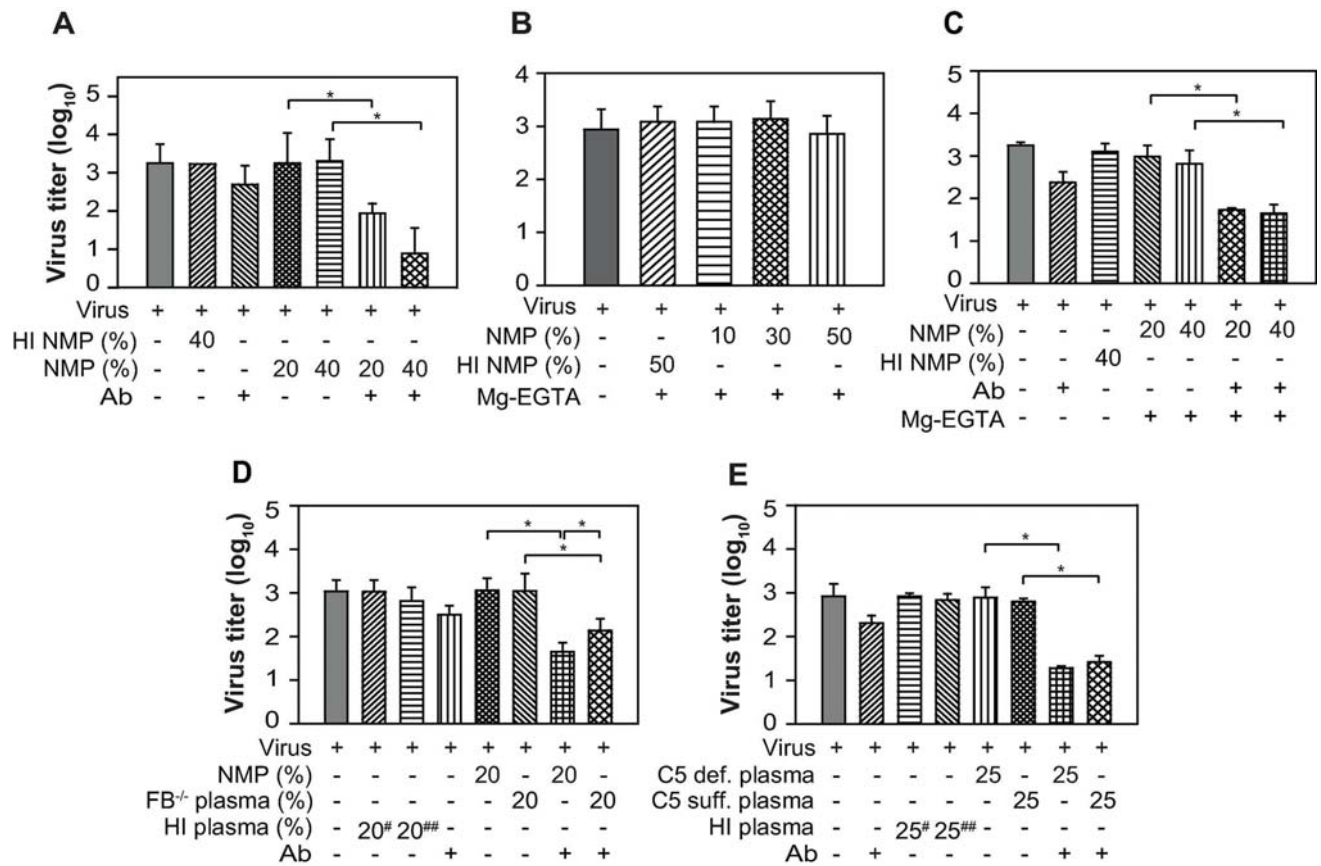 A
Virus titer (log10)
5
4
3
2
1
0
*
*
Virus + + + + + + +
HI NMP (%) - 40 - - - - -
NMP (%) - - - 20 40 20 40
Ab - - + - - + +
B
4
3
2
1
0
Virus + + + + +
NMP (%) - - 10 30 50
HI NMP (%) - 50 - - -
Mg-EGTA - + + + +
C
5
4
3
2
1
0
*
*
Virus + + + + + + +
NMP (%) - - - 20 40 20 40
HI NMP (%) - - 40 - - - -
Ab - + - - - + +
Mg-EGTA - - - + + + +
D
Virus titer (log10)
5
4
3
2
1
0
* *
*
Virus + + + + + + + +
NMP (%) - - - - 20 - 20 -
FB-/- plasma (%) - - - - - 20 - 20
HI plasma (%) - 20# 20## - - - - -
Ab - - - + - - + +
E
Virus titer (log10)
5
4
3
2
1
0
*
*
Virus + + + + + + + +
C5 def. plasma - - - - 25 - 25 -
C5 suff. plasma - - - - - 25 - 25
HI plasma - - 25# 25## - - - -
Ab - + - - - - + +